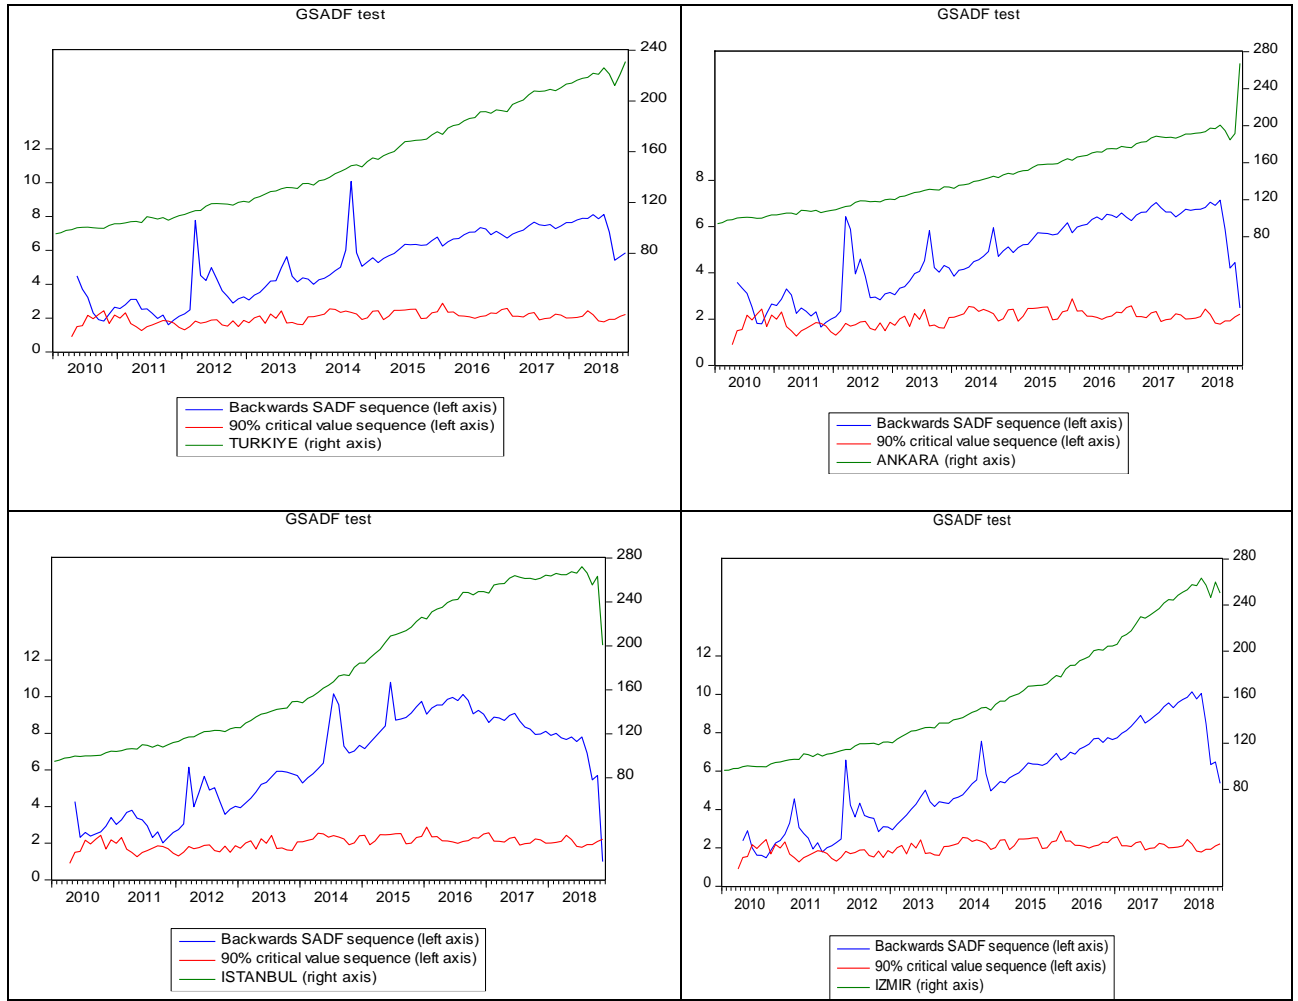 GSADF test
240
200
160
120
80
12
10
8
6
4
2
0
2010 2011 2012 2013 2014 2015 2016 2017 2018
Backwards SADF sequence (left axis)
90% critical value sequence (left axis)
TURKIYE (right axis)
GSADF test
280
240
200
160
120
80
8
6
4
2
0
2010 2011 2012 2013 2014 2015 2016 2017 2018
Backwards SADF sequence (left axis)
90% critical value sequence (left axis)
ANKARA (right axis)
GSADF test
280
240
200
160
120
80
12
10
8
6
4
2
0
2010 2011 2012 2013 2014 2015 2016 2017 2018
Backwards SADF sequence (left axis)
90% critical value sequence (left axis)
ISTANBUL (right axis)
GSADF test
280
240
200
160
120
80
12
10
8
6
4
2
0
2010 2011 2012 2013 2014 2015 2016 2017 2018
Backwards SADF sequence (left axis)
90% critical value sequence (left axis)
IZMIR (right axis)